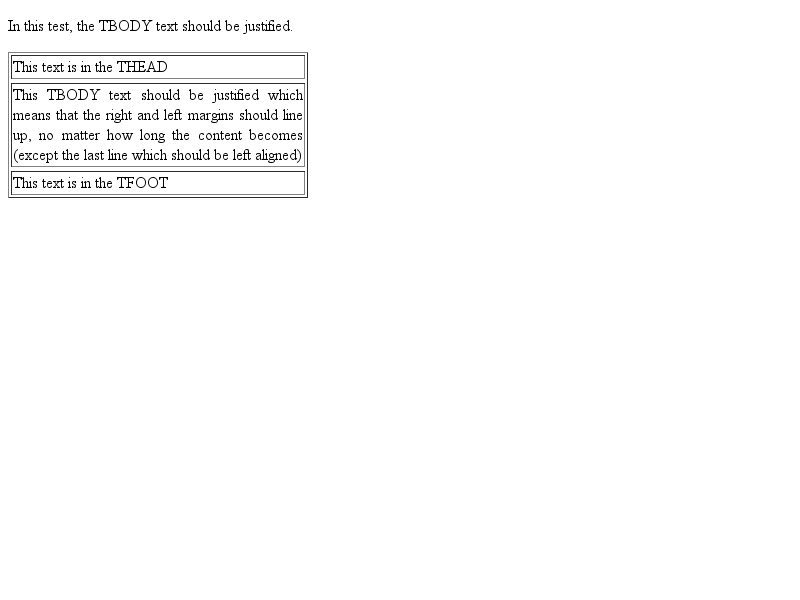 In this test, the TBODY text should be justified.
This text is in the THEAD
This TBODY text should be justified which
means that the right and left margins should line
up, no matter how long the content becomes
(except the last line which should be left aligned)
This text is in the TFOOT